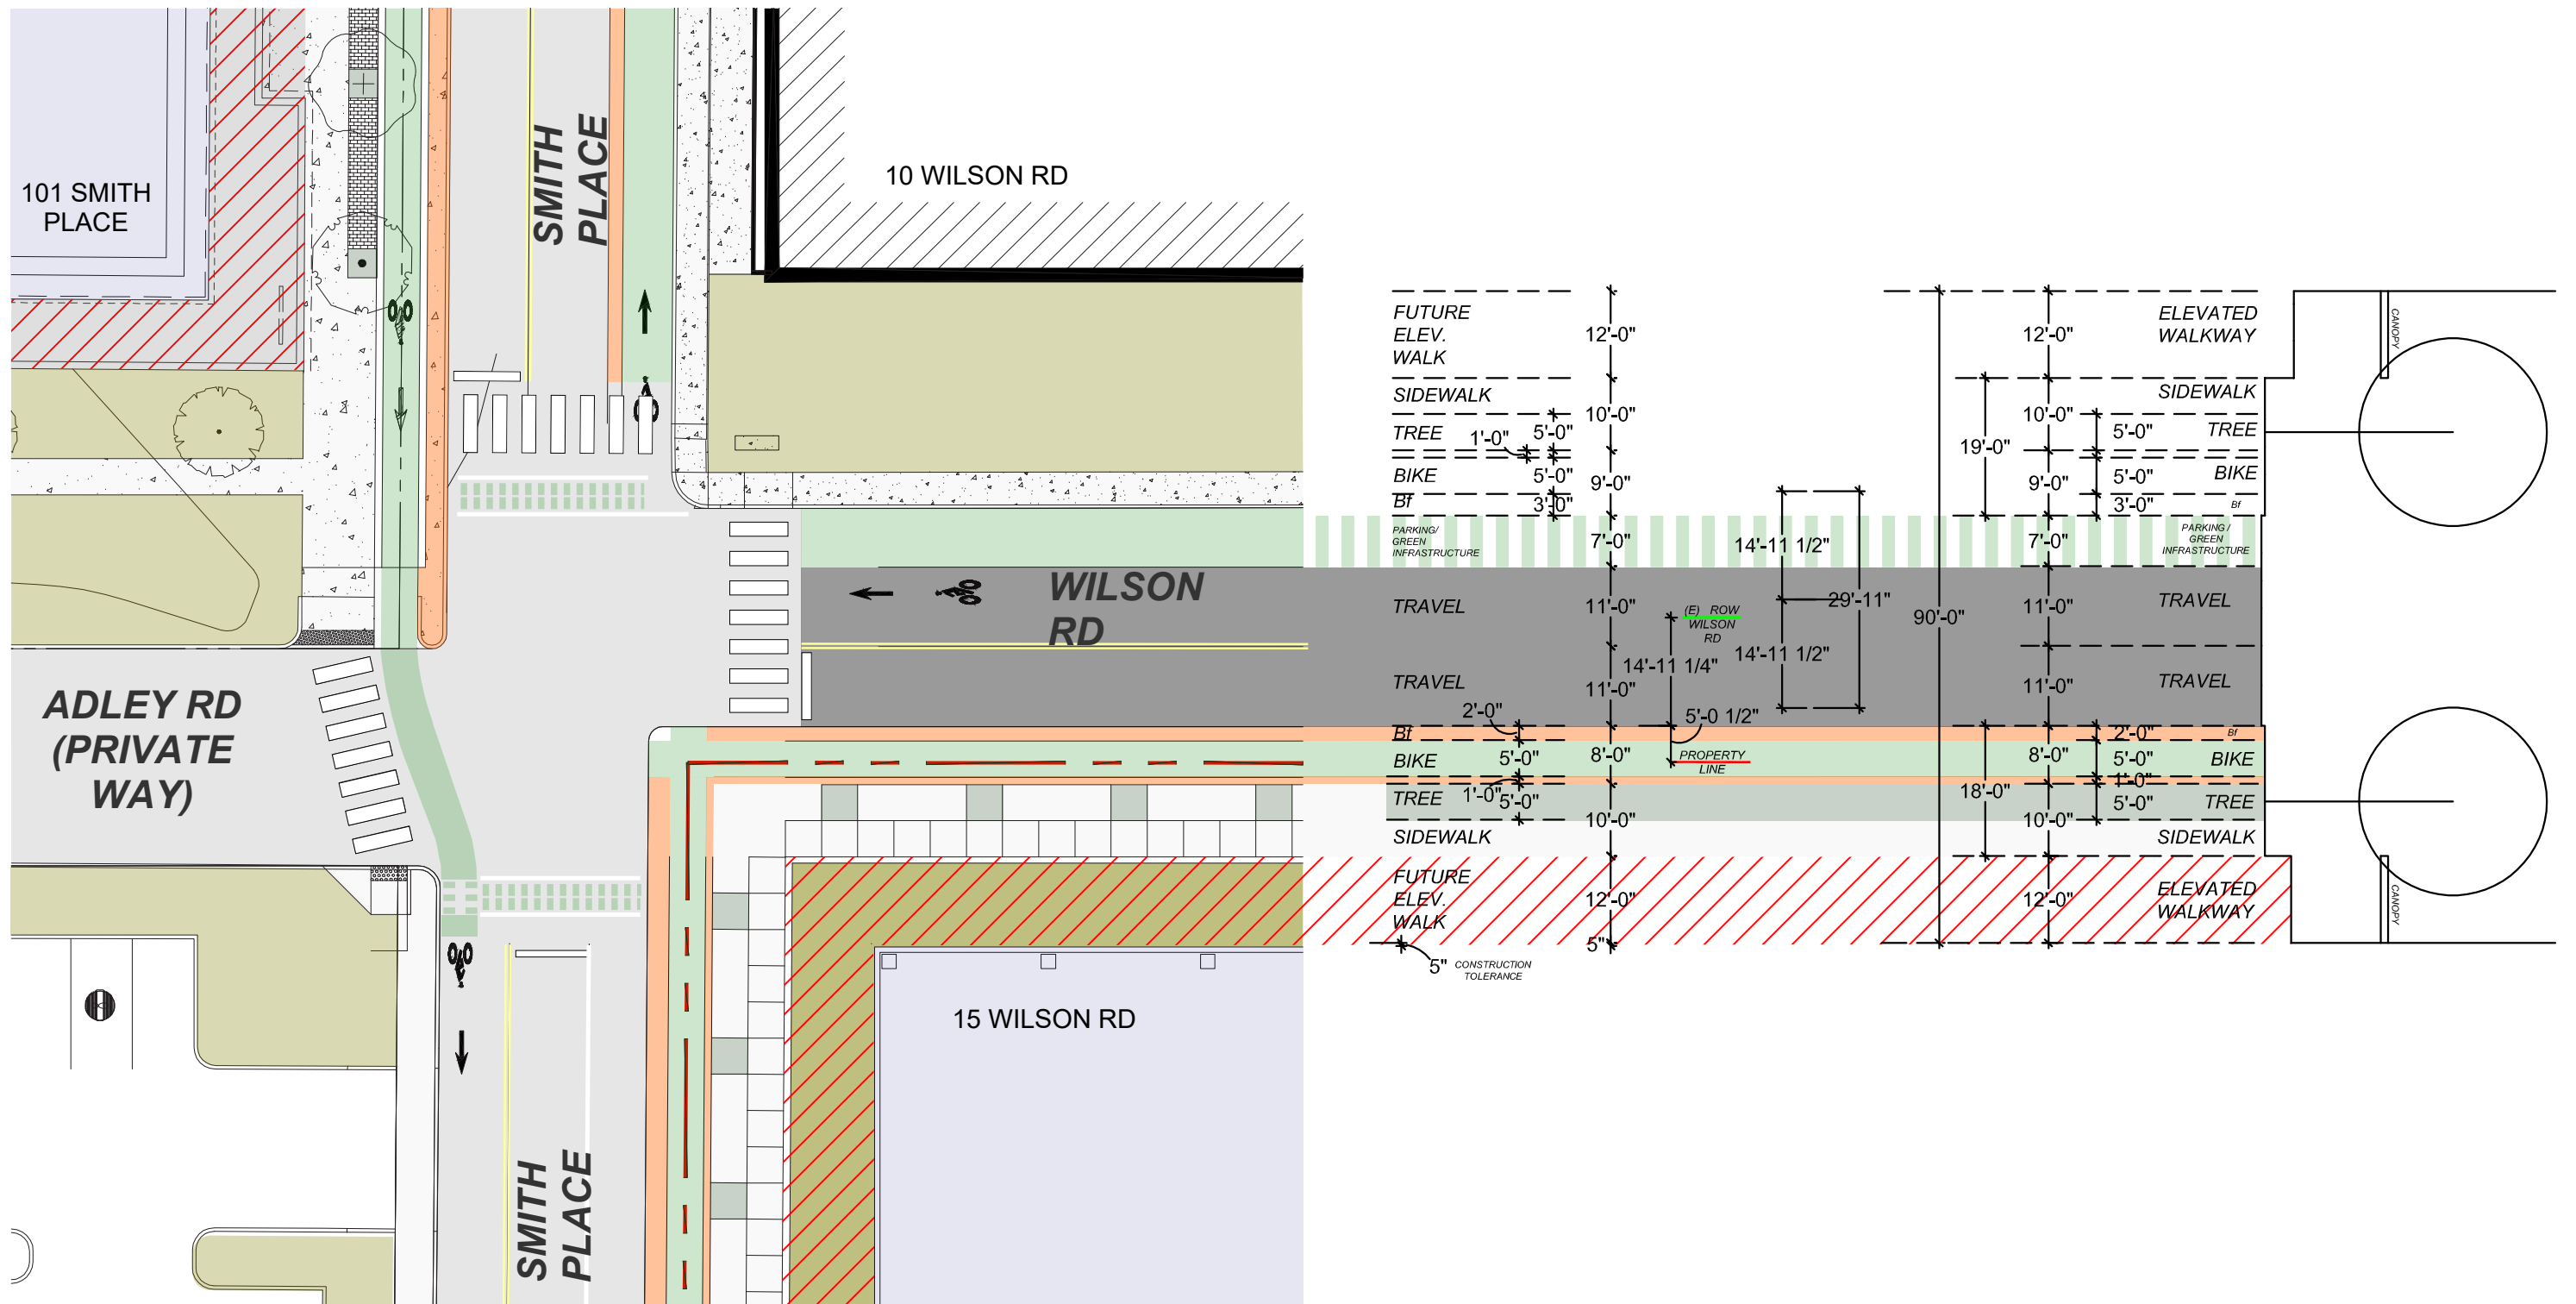 101 SMITH
PLACE
SMITH
PLACE
10 WILSON RD
ADLEY RD
(PRIVATE
WAY)
WILSON
RD
SMITH
PLACE
15 WILSON RD
FUTURE
ELEV.
WALK
12'-0"
SIDEWALK
10'-0"
TREE
1'-0"
5'-0"
BIKE
5'-0"
9'-0"
Bf
3'-0"
PARKING/
GREEN
INFRASTRUCTURE
7'-0"
TRAVEL
11'-0"
TRAVEL
11'-0"
2'-0"
Bf
BIKE
5'-0"
8'-0"
TREE
1'-0"
5'-0"
10'-0"
SIDEWALK
FUTURE
ELEV.
WALK
12'-0"
5"
5"
CONSTRUCTION
TOLERANCE
(E) ROW
WILSON
RD
14'-11 1/4"
5'-0 1/2"
PROPERTY
LINE
14'-11 1/2"
14'-11 1/2"
29'-11"
90'-0"
19'-0"
18'-0"
12'-0"
ELEVATED
WALKWAY
SIDEWALK
10'-0"
5'-0"
TREE
9'-0"
5'-0"
BIKE
3'-0"
Bf
7'-0"
PARKING /
GREEN
INFRASTRUCTURE
11'-0"
TRAVEL
11'-0"
TRAVEL
2'-0"
Bf
8'-0"
5'-0"
BIKE
1'-0"
5'-0"
TREE
10'-0"
SIDEWALK
12'-0"
ELEVATED
WALKWAY
CANOPY
CANOPY